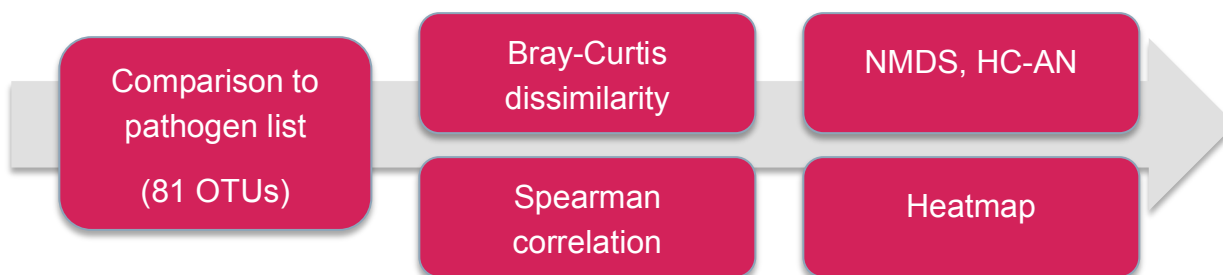 Comparison to
pathogen list
(81 OTUs)
Bray-Curtis
dissimilarity
Spearman
correlation
NMDS, HC-AN
Heatmap